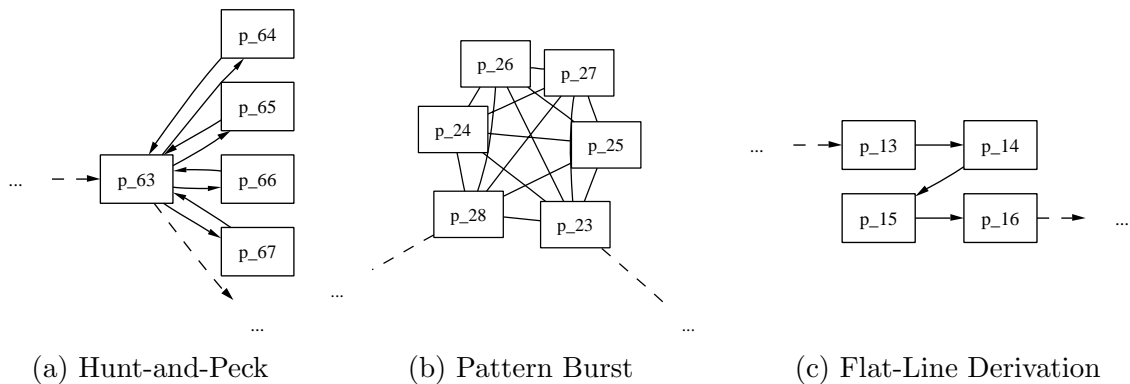 p_64
p_65
... p_63 p_66
p_67
...
p_26 p_27
p_24 p_25
p_28 p_23
...
...
... p_13 p_14
p_15 p_16 ...
(a) Hunt-and-Peck
(b) Pattern Burst
(c) Flat-Line Derivation